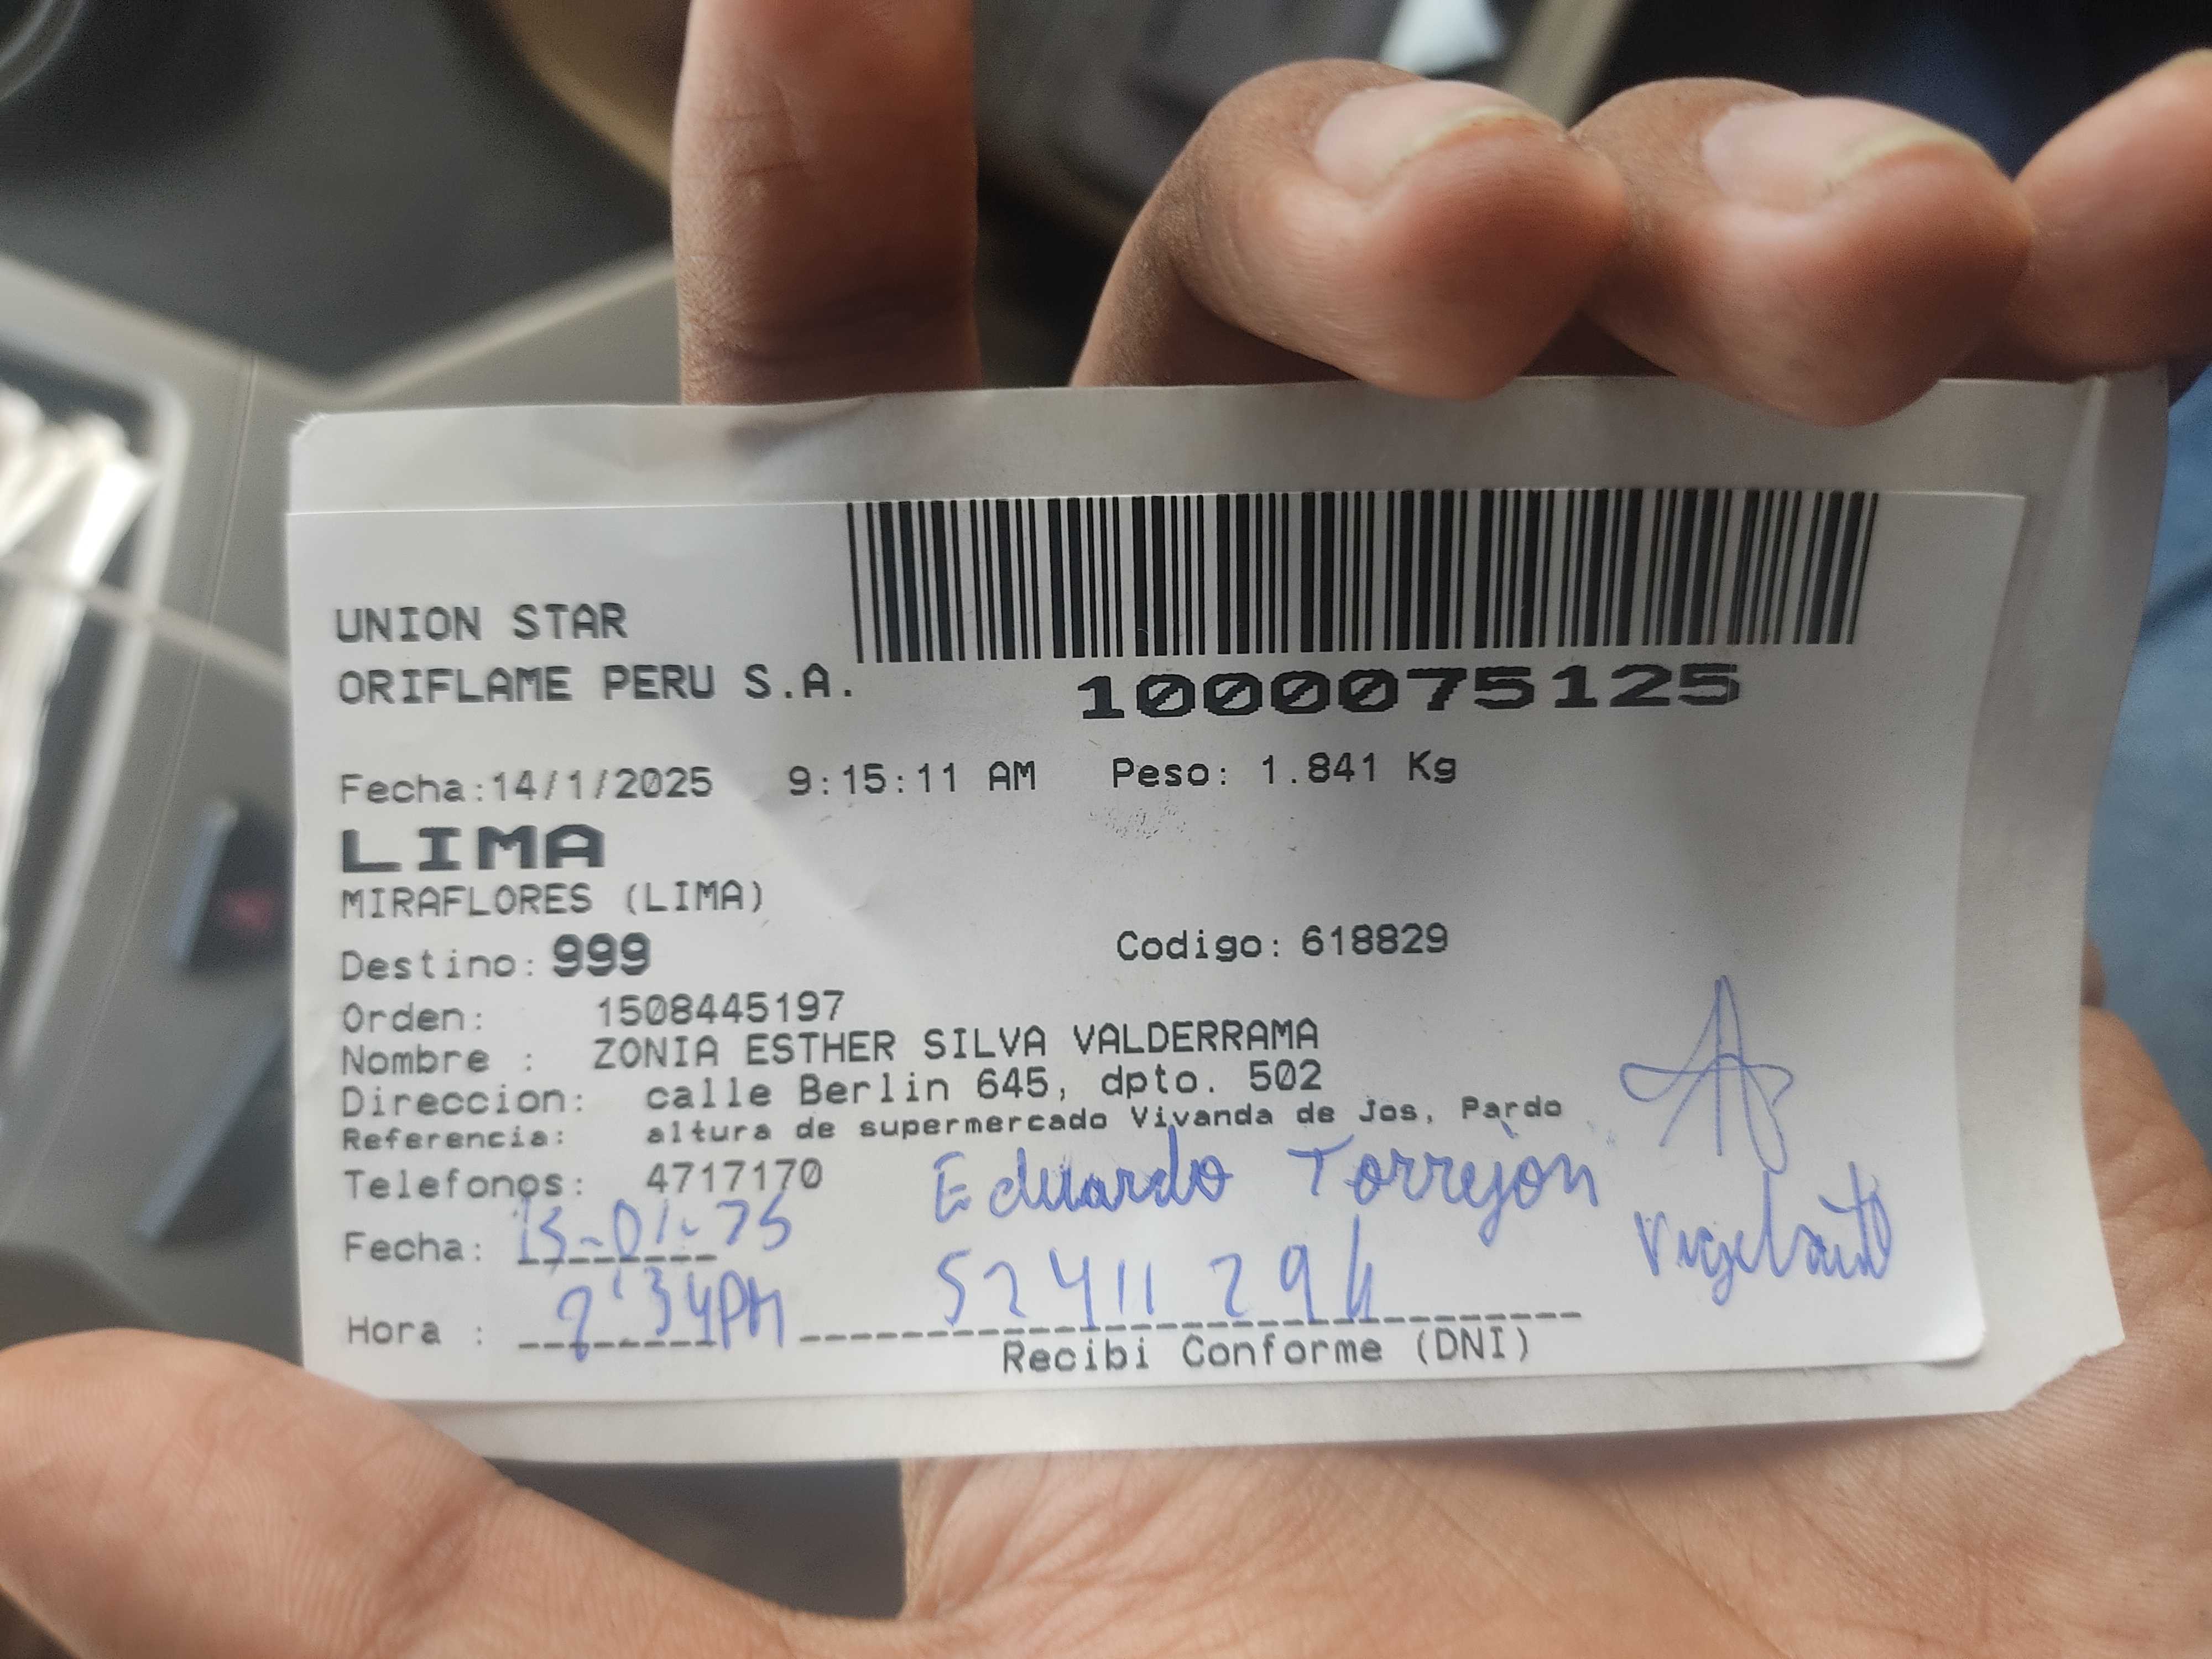 UNION STAR
ORIFLAME PERU S.A.
1000075125
Fecha:14/1/2025 9:15:11 AM Peso: 1.841 Kg
LIMA
MIRAFLORES (LIMA)
Destino: 999 Codigo: 618829
Orden: 1508445197
Nombre : ZONIA ESTHER SILVA VALDERRAMA
Direccion: calle Berlin 645, dpto. 502
Referencia: altura de supermercado Vivanda de Jos, Pardo
Telefonos: 4717170 Eduardo Torrejon
Fecha: 15-01-25
Hora : 2:34PM
Recibi Conforme (DNI)